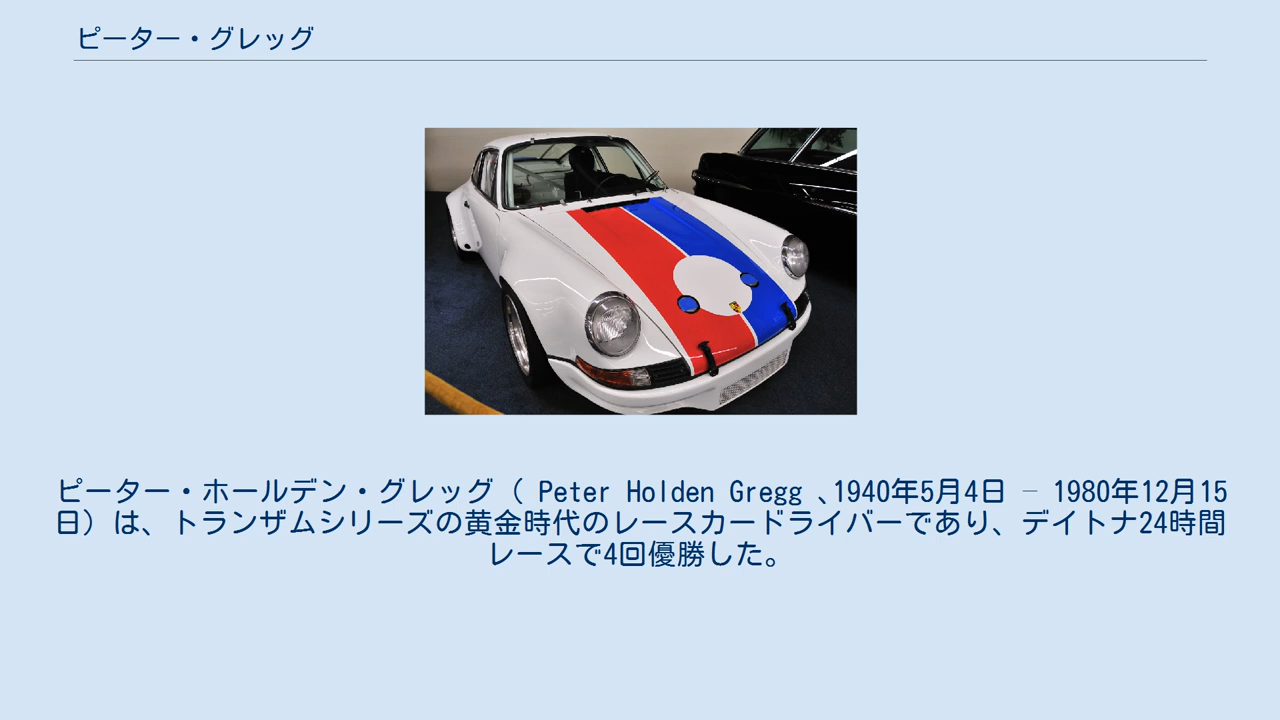 ピーター・グレッグ
ピーター・ホールデン・グレッグ（ Peter Holden Gregg 、1940年5月4日 – 1980年12月15
日）は、トランザムシリーズの黄金時代のレースカードライバーであり、デイトナ24時間
レースで4回優勝した。